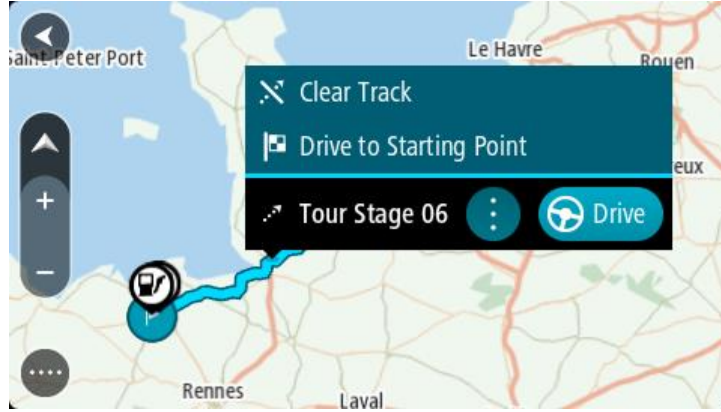 Saint Peter Port
Le Havre
Rouen
Clear Track
Drive to Starting Point
eux
Tour Stage 06
Drive
Rennes
Laval